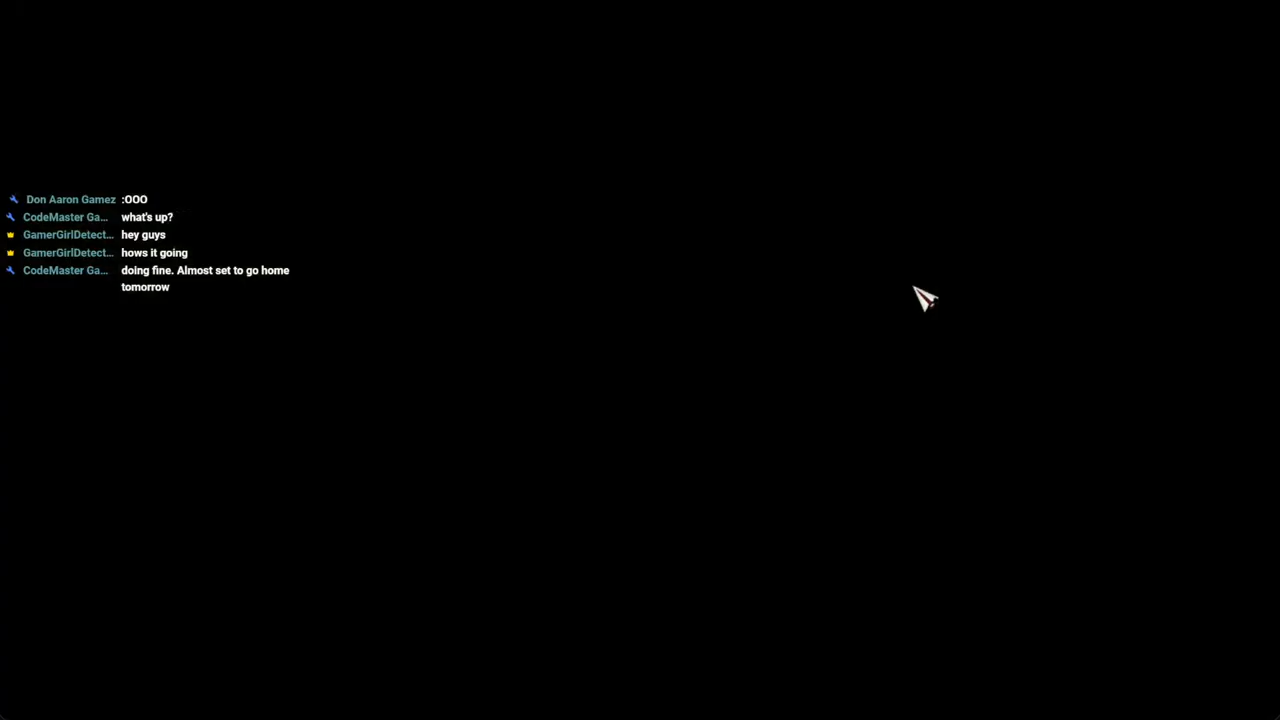 Don Aaron Gamez :OOO
CodeMaster Ga... what's up?
GamerGirlDetect... hey guys
GamerGirlDetect... hows it going
CodeMaster Ga... doing fine. Almost set to go home
tomorrow